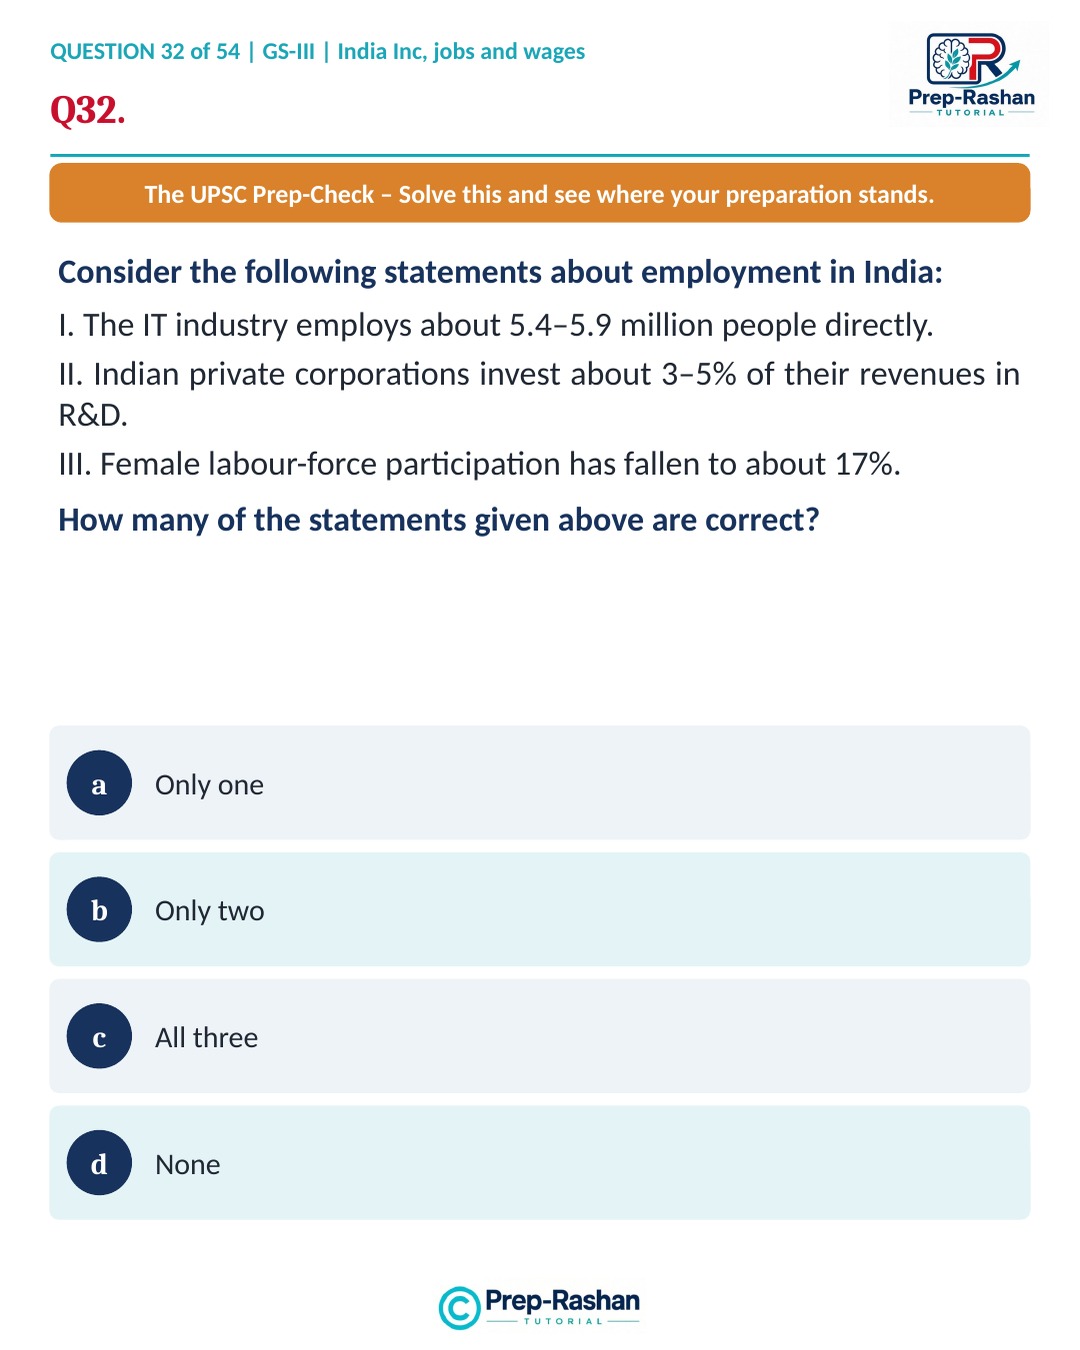 QUESTION 32 of 54 | GS-III | India Inc, jobs and wages
Prep-Rashan
TUTORIAL
Q32.
The UPSC Prep-Check – Solve this and see where your preparation stands.
Consider the following statements about employment in India:
I. The IT industry employs about 5.4–5.9 million people directly.
II. Indian private corporations invest about 3–5% of their revenues in
R&D.
III. Female labour-force participation has fallen to about 17%.
How many of the statements given above are correct?
a Only one
b Only two
c All three
d None
© Prep-Rashan
TUTORIAL